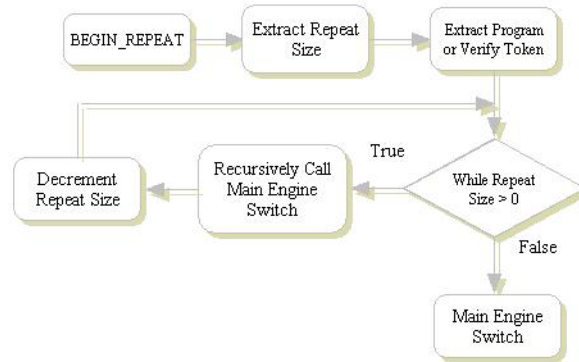 BEGIN_REPEAT
Extract Repeat
Size
Extract Program
or Verify Token
True
While Repeat
Size > 0
Recursively Call
Main Engine
Switch
Decrement
Repeat Size
False
Main Engine
Switch